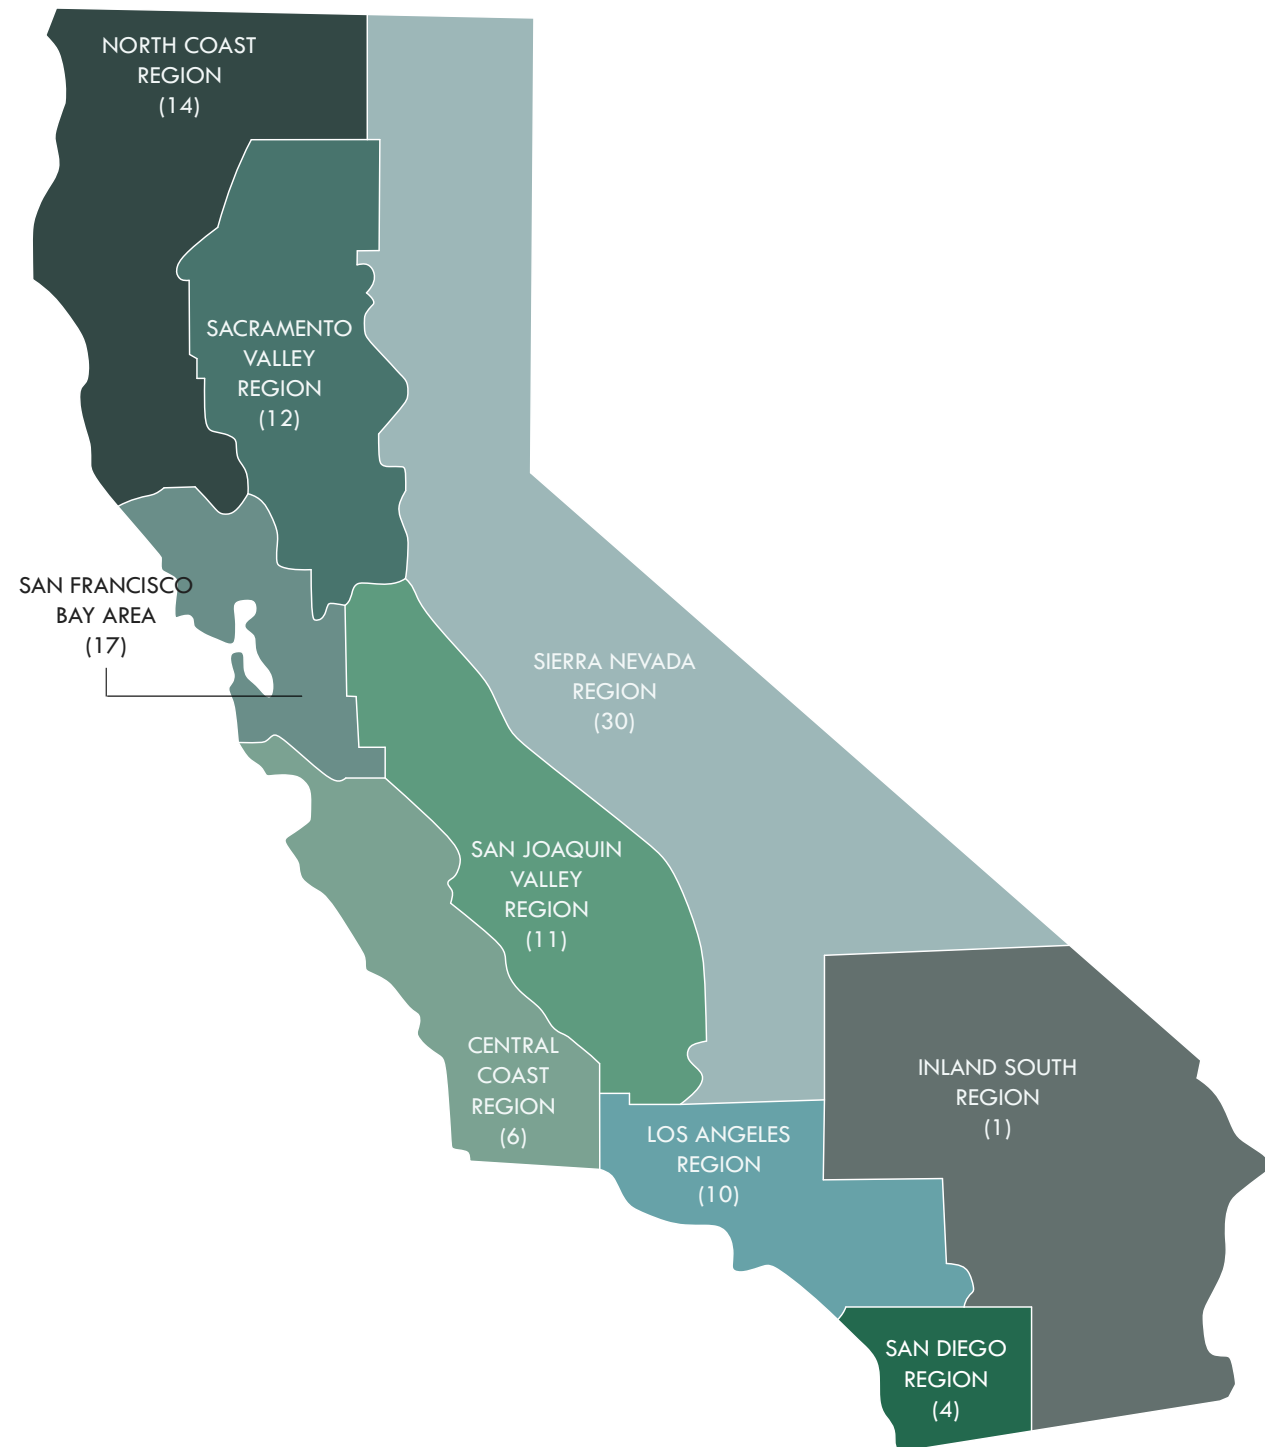 NORTH COAST
REGION
(14)
SACRAMENTO
VALLEY
REGION
(12)
SAN FRANCISCO
BAY AREA
(17)
SIERRA NEVADA
REGION
(30)
SAN JOAQUIN
VALLEY
REGION
(11)
CENTRAL
COAST
REGION
(6)
INLAND SOUTH
REGION
(1)
LOS ANGELES
REGION
(10)
SAN DIEGO
REGION
(4)